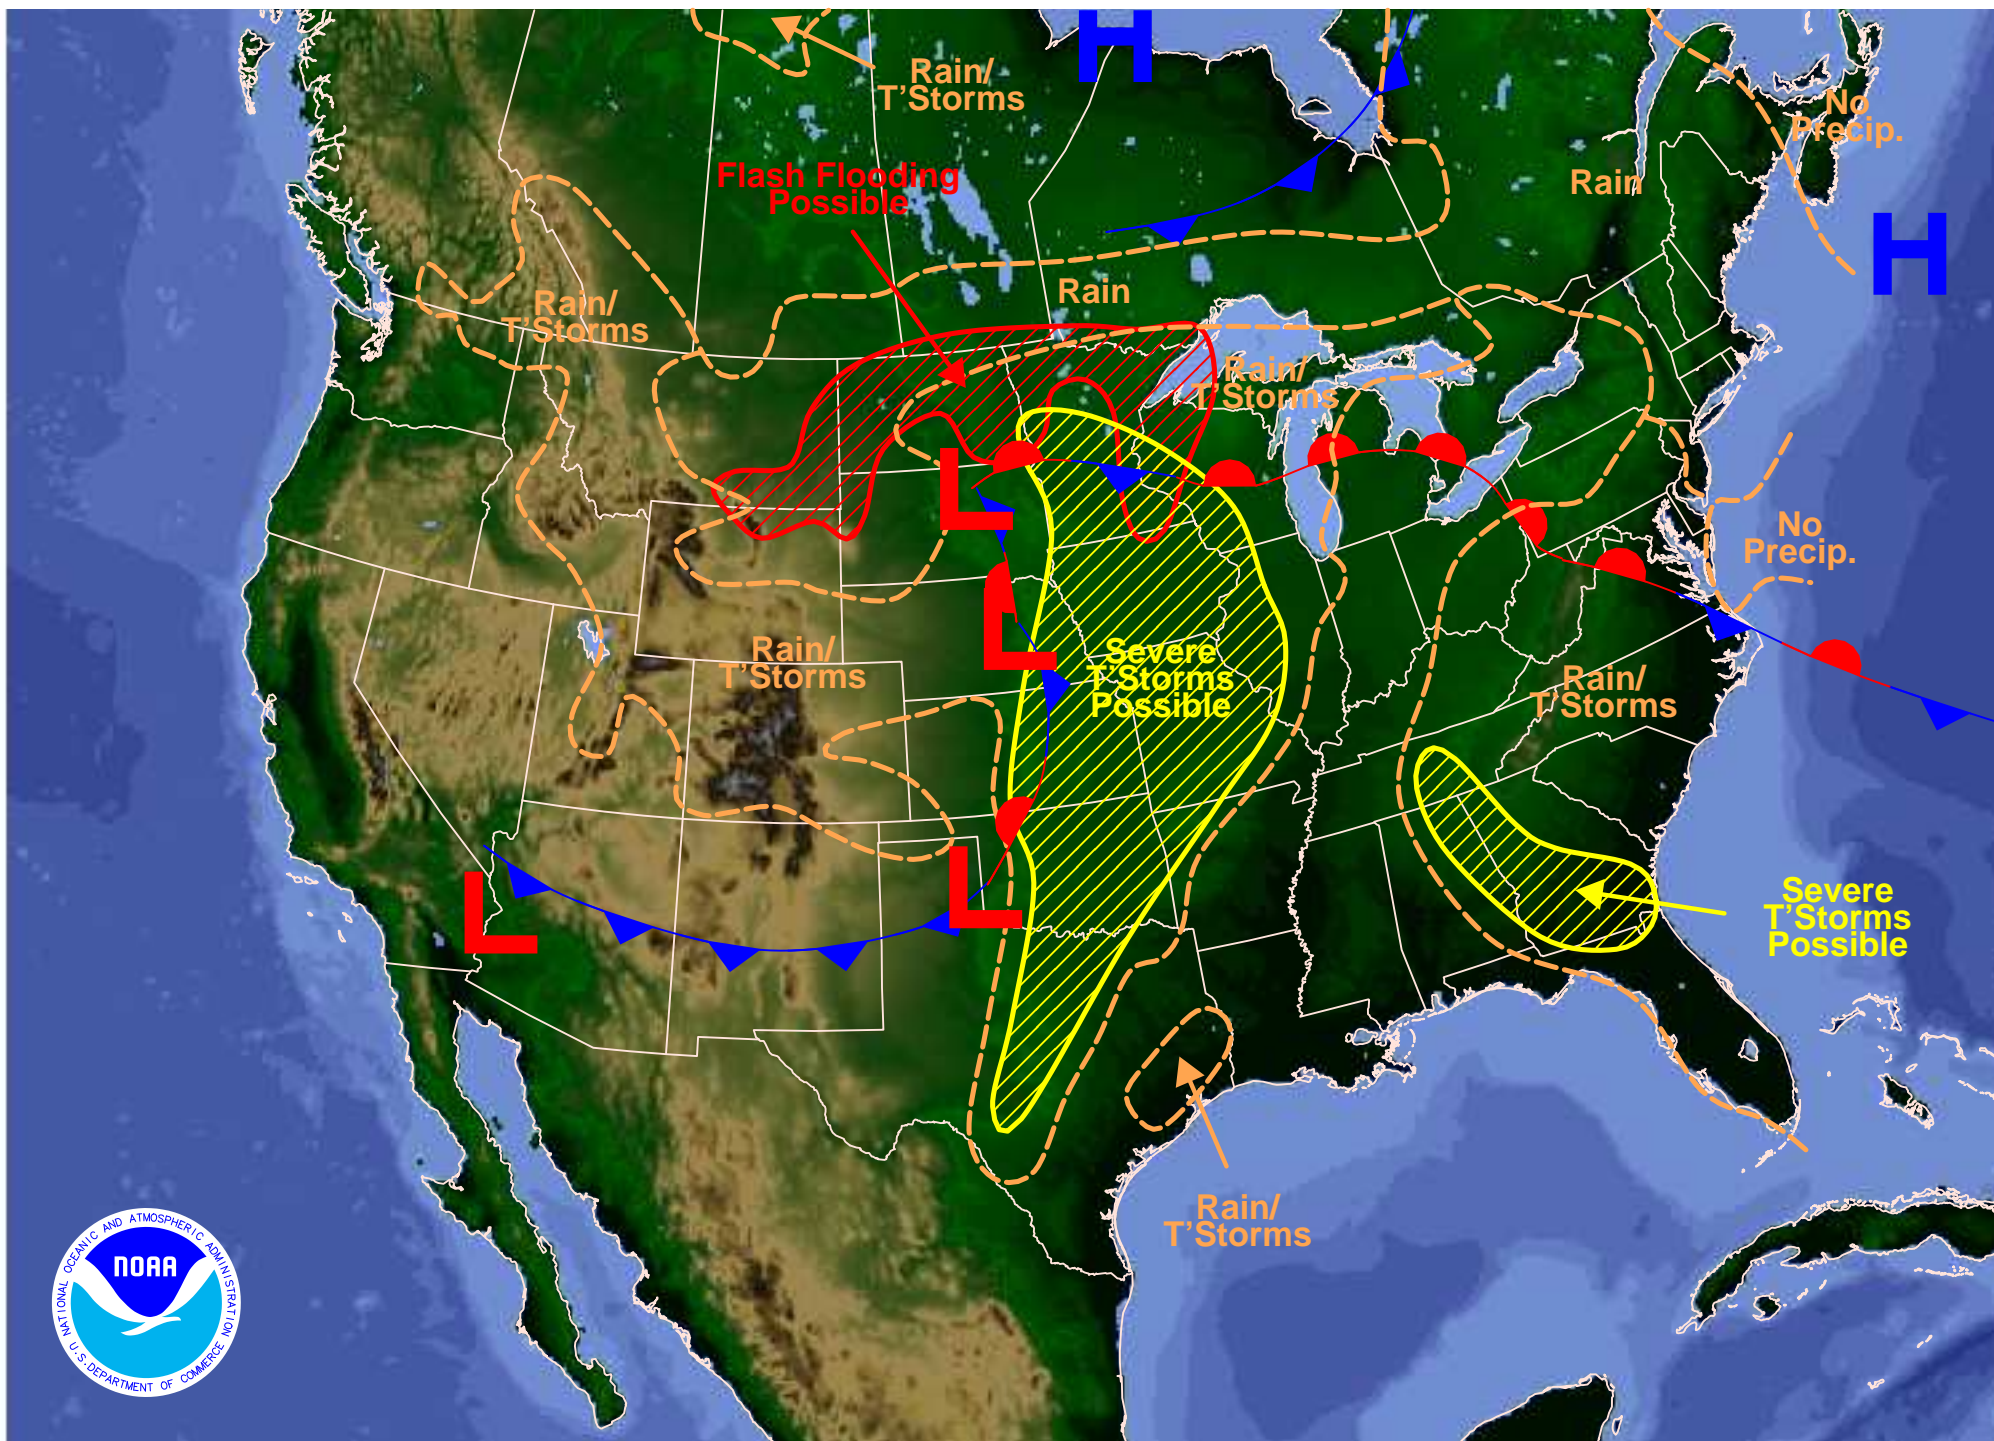 H
Rain/
T'Storms
No
Precip.
Flash Flooding
Possible
Rain
H
Rain/
T'Storms
Rain
Rain/
T'Storms
L
No
Precip.
L
Rain/
T'Storms
Severe
T'Storms
Possible
Rain/
T'Storms
L
L
Severe
T'Storms
Possible
Rain/
T'Storms
NATIONAL OCEANIC AND ATMOSPHERIC ADMINISTRATION
NOAA
U.S. DEPARTMENT OF COMMERCE